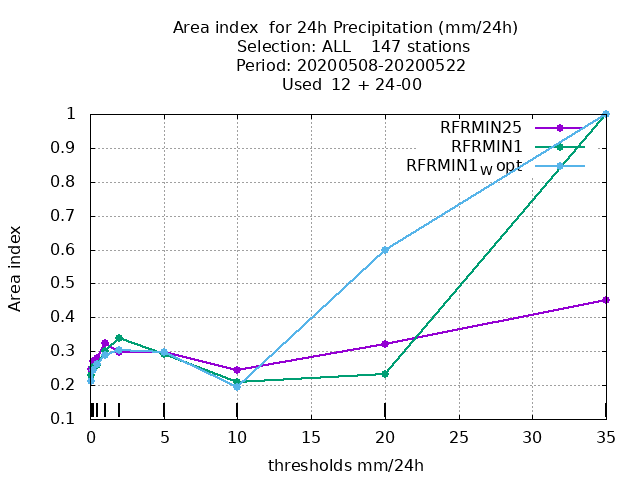 Area index  for 24h Precipitation (mm/24h)
Selection: ALL    147 stations
Period: 20200508-20200522
Used  12 + 24-00
RFRMIN25
RFRMIN1
RFRMIN1W opt
1
0.9
0.8
0.7
0.6
0.5
0.4
0.3
0.2
0.1
Area index
0 5 10 15 20 25 30 35
thresholds mm/24h